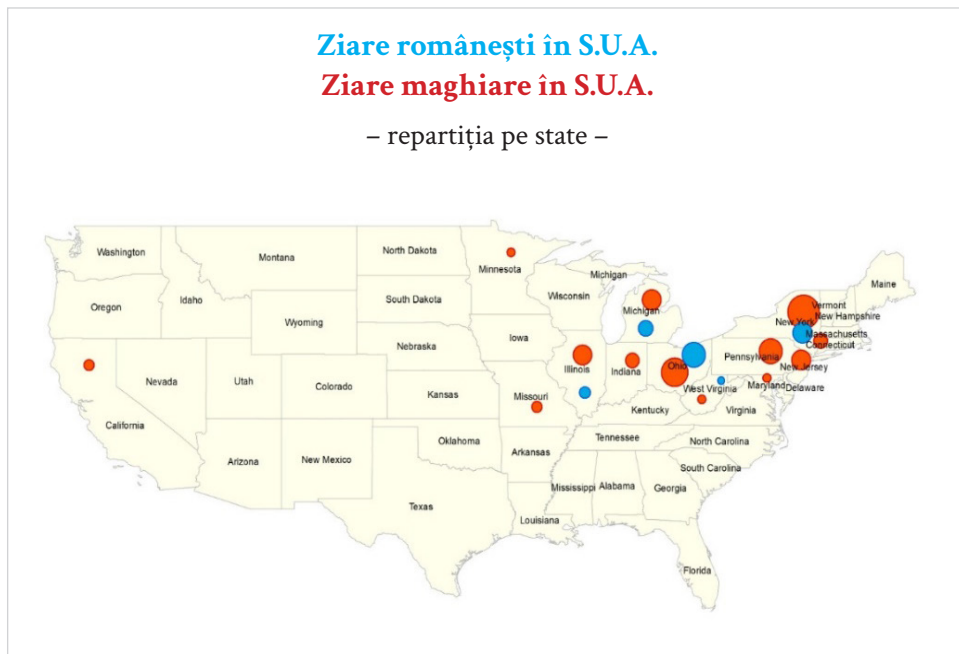 Ziare românești în S.U.A.
Ziare maghiare în S.U.A.
– repartiția pe state –
Washington
Montana
North Dakota
Minnesota
Michigan
Maine
Oregon
Idaho
South Dakota
Wisconsin
Michigan
Vermont
New Hampshire
Wyoming
New York
Massachusetts
Connecticut
Nebraska
Iowa
Pennsylvania
Nevada
Utah
Colorado
Illinois
Indiana
Ohio
New Jersey
Maryland
Delaware
California
Kansas
Missouri
West Virginia
Kentucky
Virginia
Arizona
New Mexico
Oklahoma
Arkansas
Tennessee
North Carolina
South Carolina
Mississippi
Alabama
Georgia
Texas
Louisiana
Florida